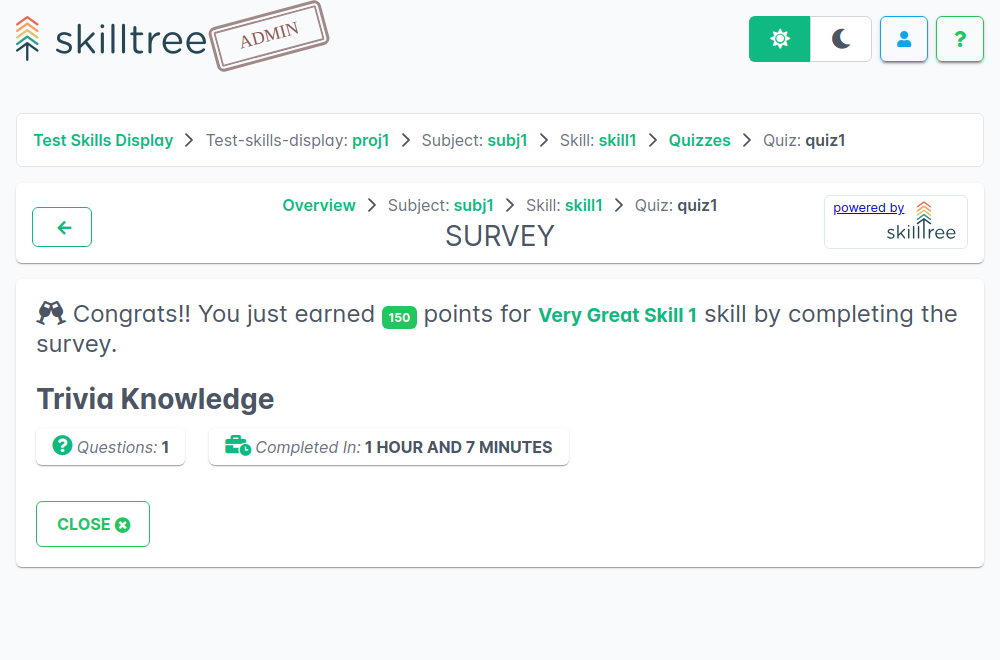 skilltree ADMIN
?
Test Skills Display > Test-skills-display: proj1 > Subject: subj1 > Skill: skill1 > Quizzes > Quiz: quiz1
Overview > Subject: subj1 > Skill: skill1 > Quiz: quiz1
SURVEY
powered by
skilltree
Congrats!! You just earned 150 points for Very Great Skill 1 skill by completing the
survey.
Trivia Knowledge
Questions: 1
Completed In: 1 HOUR AND 7 MINUTES
CLOSE